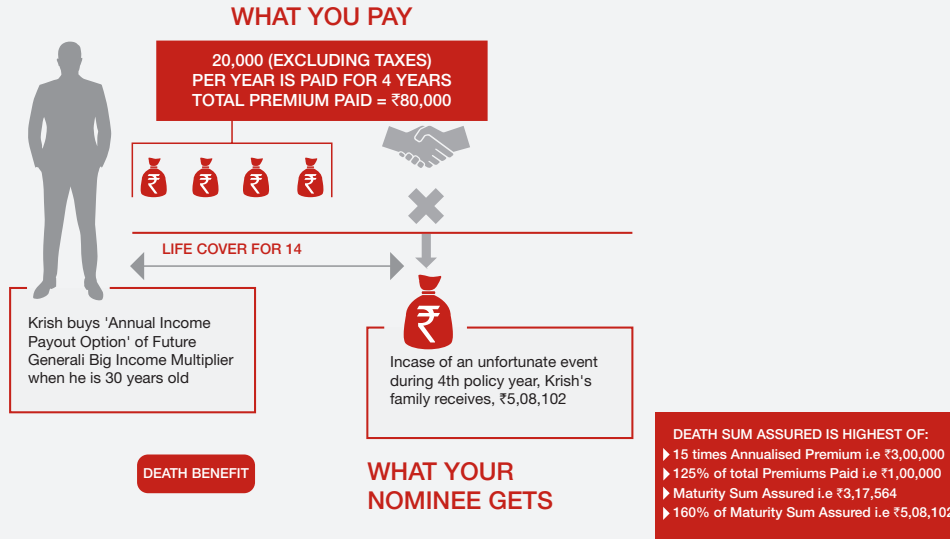 WHAT YOU PAY
20,000 (EXCLUDING TAXES)
PER YEAR IS PAID FOR 4 YEARS
TOTAL PREMIUM PAID = ₹80,000
₹ ₹ ₹ ₹
LIFE COVER FOR 14
₹
Krish buys 'Annual Income
Payout Option' of Future
Generali Big Income Multiplier
when he is 30 years old
Incase of an unfortunate event
during 4th policy year, Krish's
family receives, ₹5,08,102
DEATH BENEFIT
WHAT YOUR
NOMINEE GETS
DEATH SUM ASSURED IS HIGHEST OF:
15 times Annualised Premium i.e ₹3,00,000
125% of total Premiums Paid i.e ₹1,00,000
Maturity Sum Assured i.e ₹3,17,564
160% of Maturity Sum Assured i.e ₹5,08,102